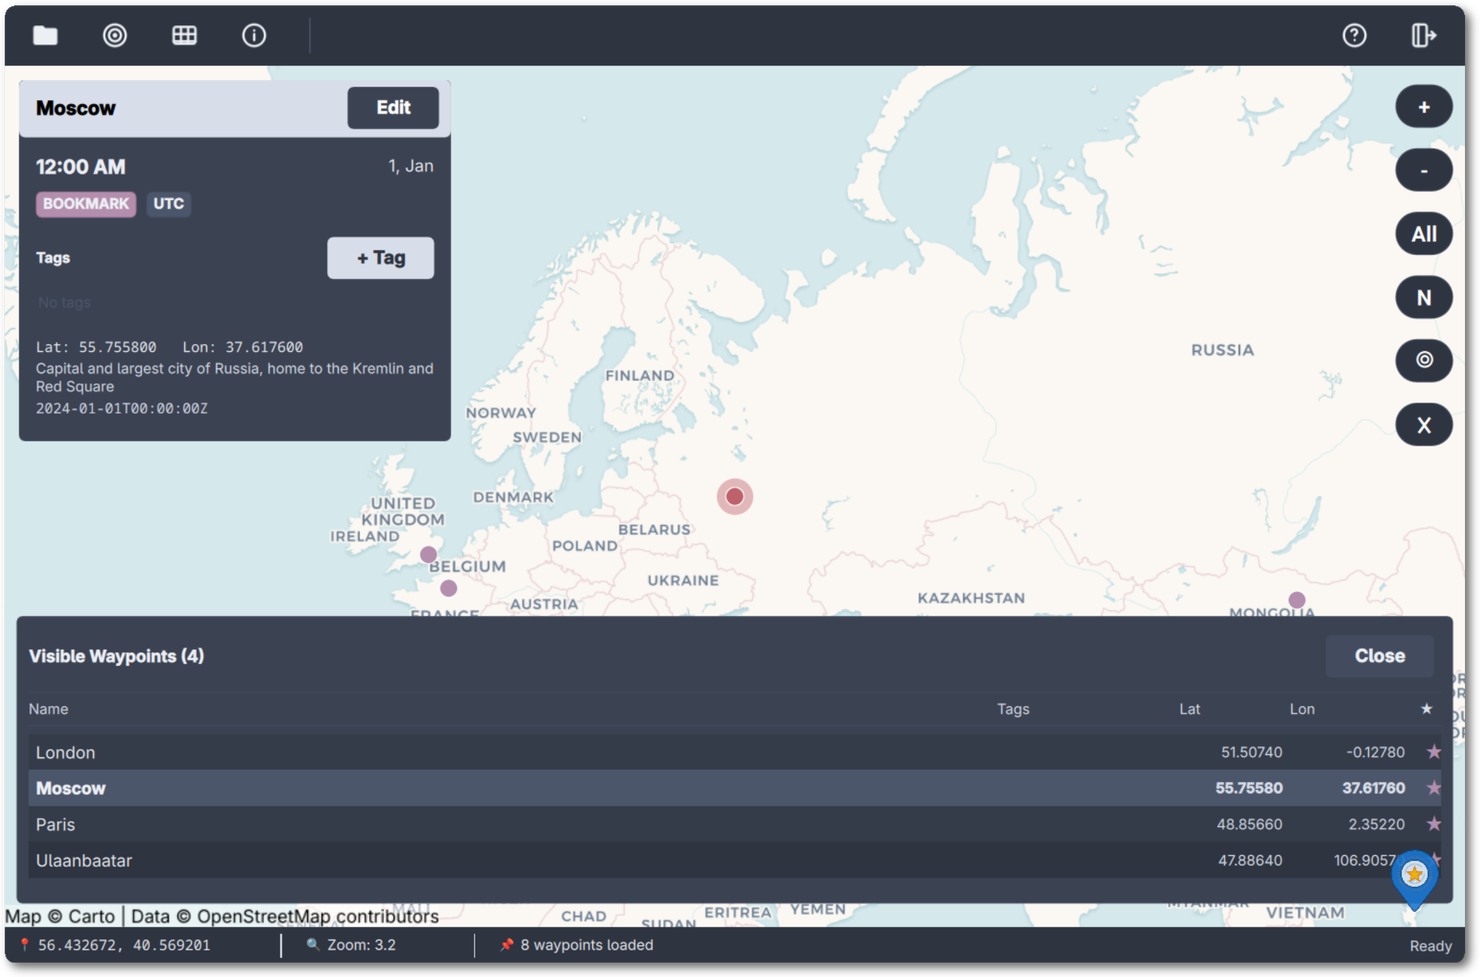 Moscow
Edit
12:00 AM
1, Jan
BOOKMARK UTC
Tags
+ Tag
No tags
Lat: 55.755800 Lon: 37.617600
Capital and largest city of Russia, home to the Kremlin and
Red Square
2024-01-01T00:00:00Z
+
-
All
N
X
RUSSIA
FINLAND
NORWAY
SWEDEN
DENMARK
UNITED
KINGDOM
IRELAND
BELARUS
POLAND
BELGIUM
UKRAINE
AUSTRIA
KAZAKHSTAN
FRANCE
MONGOLIA
Visible Waypoints (4)
Close
Name Tags Lat Lon ★
London 51.50740 -0.12780 ★
Moscow 55.75580 37.61760 ★
Paris 48.85660 2.35220 ★
Ulaanbaatar 47.88640 106.9057
MALI
CHAD
SUDAN
ERITREA
YEMEN
MYANMAR
VIETNAM
Map © Carto | Data © OpenStreetMap contributors
SENEGAL
56.432672, 40.569201
Zoom: 3.2
8 waypoints loaded
Ready